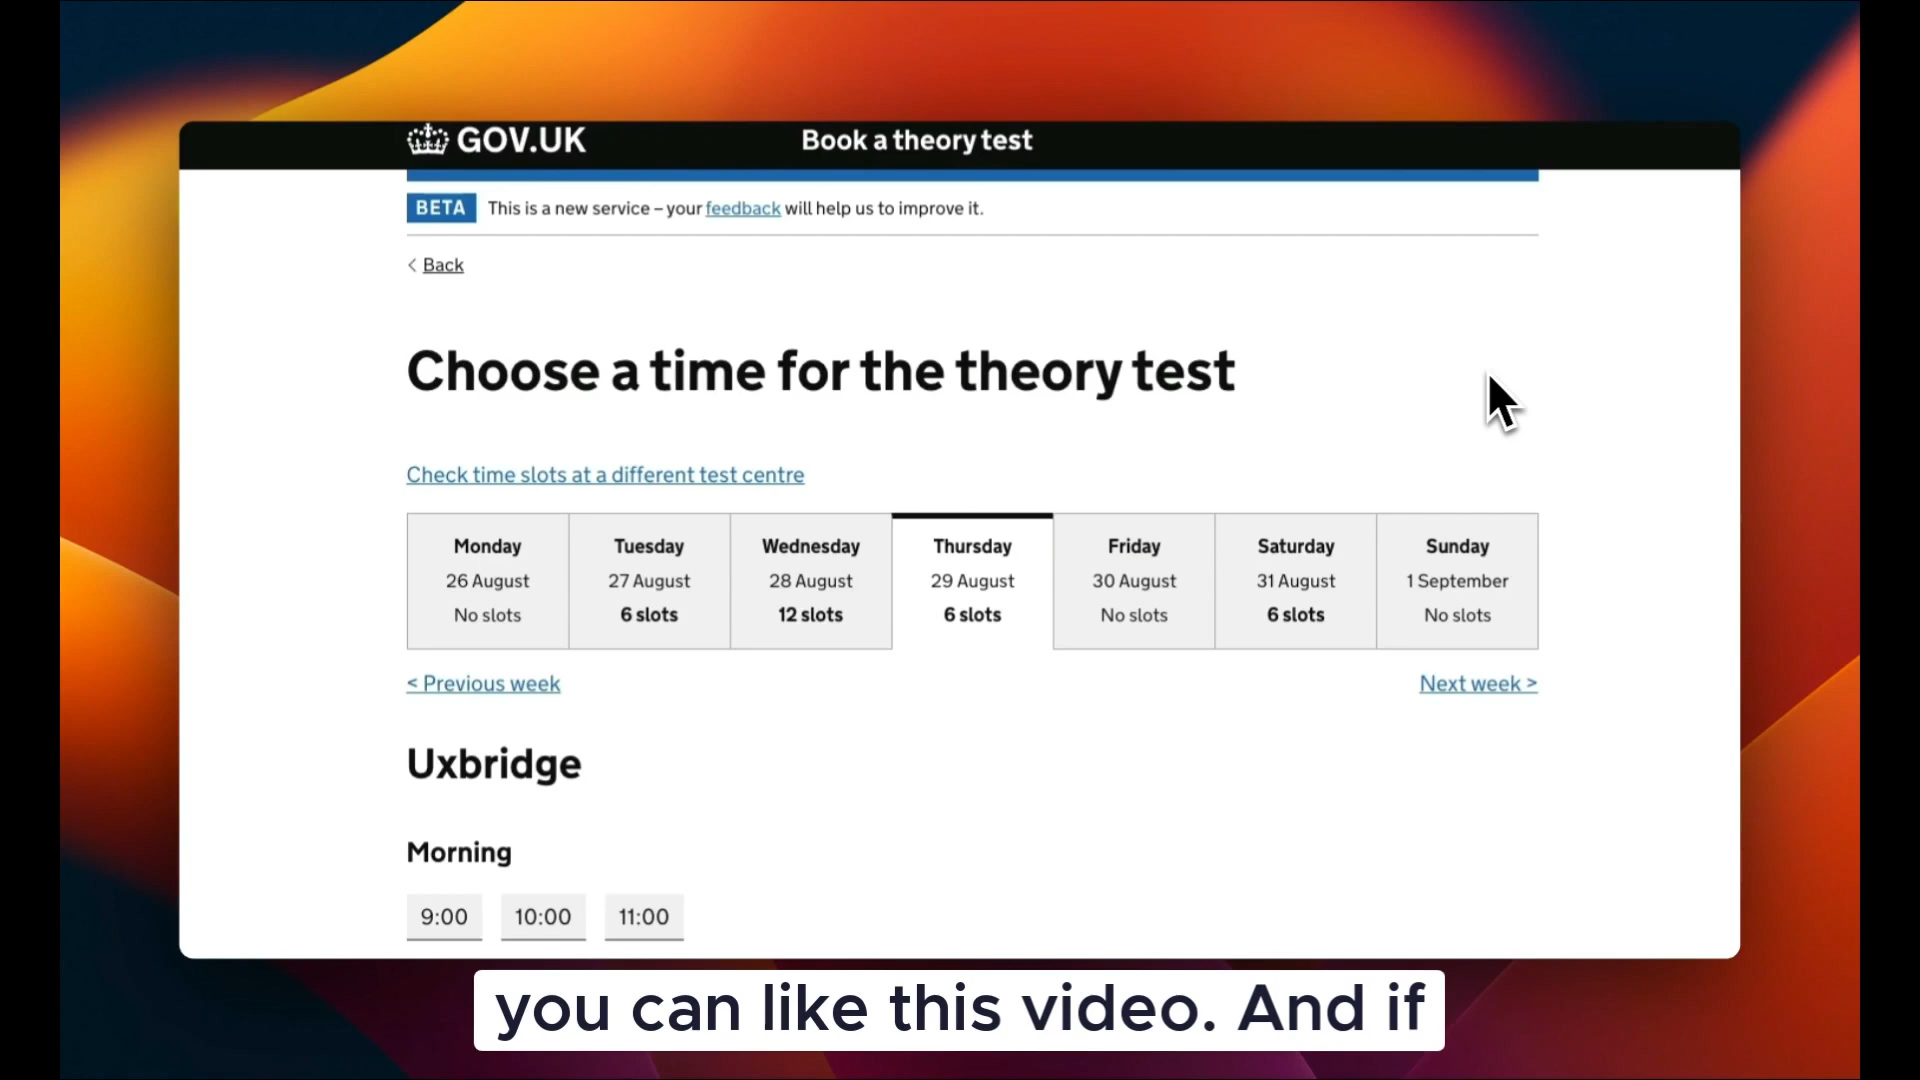 GOV.UK
Book a theory test
BETA This is a new service – your feedback will help us to improve it.
< Back
Choose a time for the theory test
Check time slots at a different test centre
Monday Tuesday Wednesday Thursday Friday Saturday Sunday
26 August 27 August 28 August 29 August 30 August 31 August 1 September
No slots 6 slots 12 slots 6 slots No slots 6 slots No slots
< Previous week
Next week >
Uxbridge
Morning
9:00 10:00 11:00
you can like this video. And if